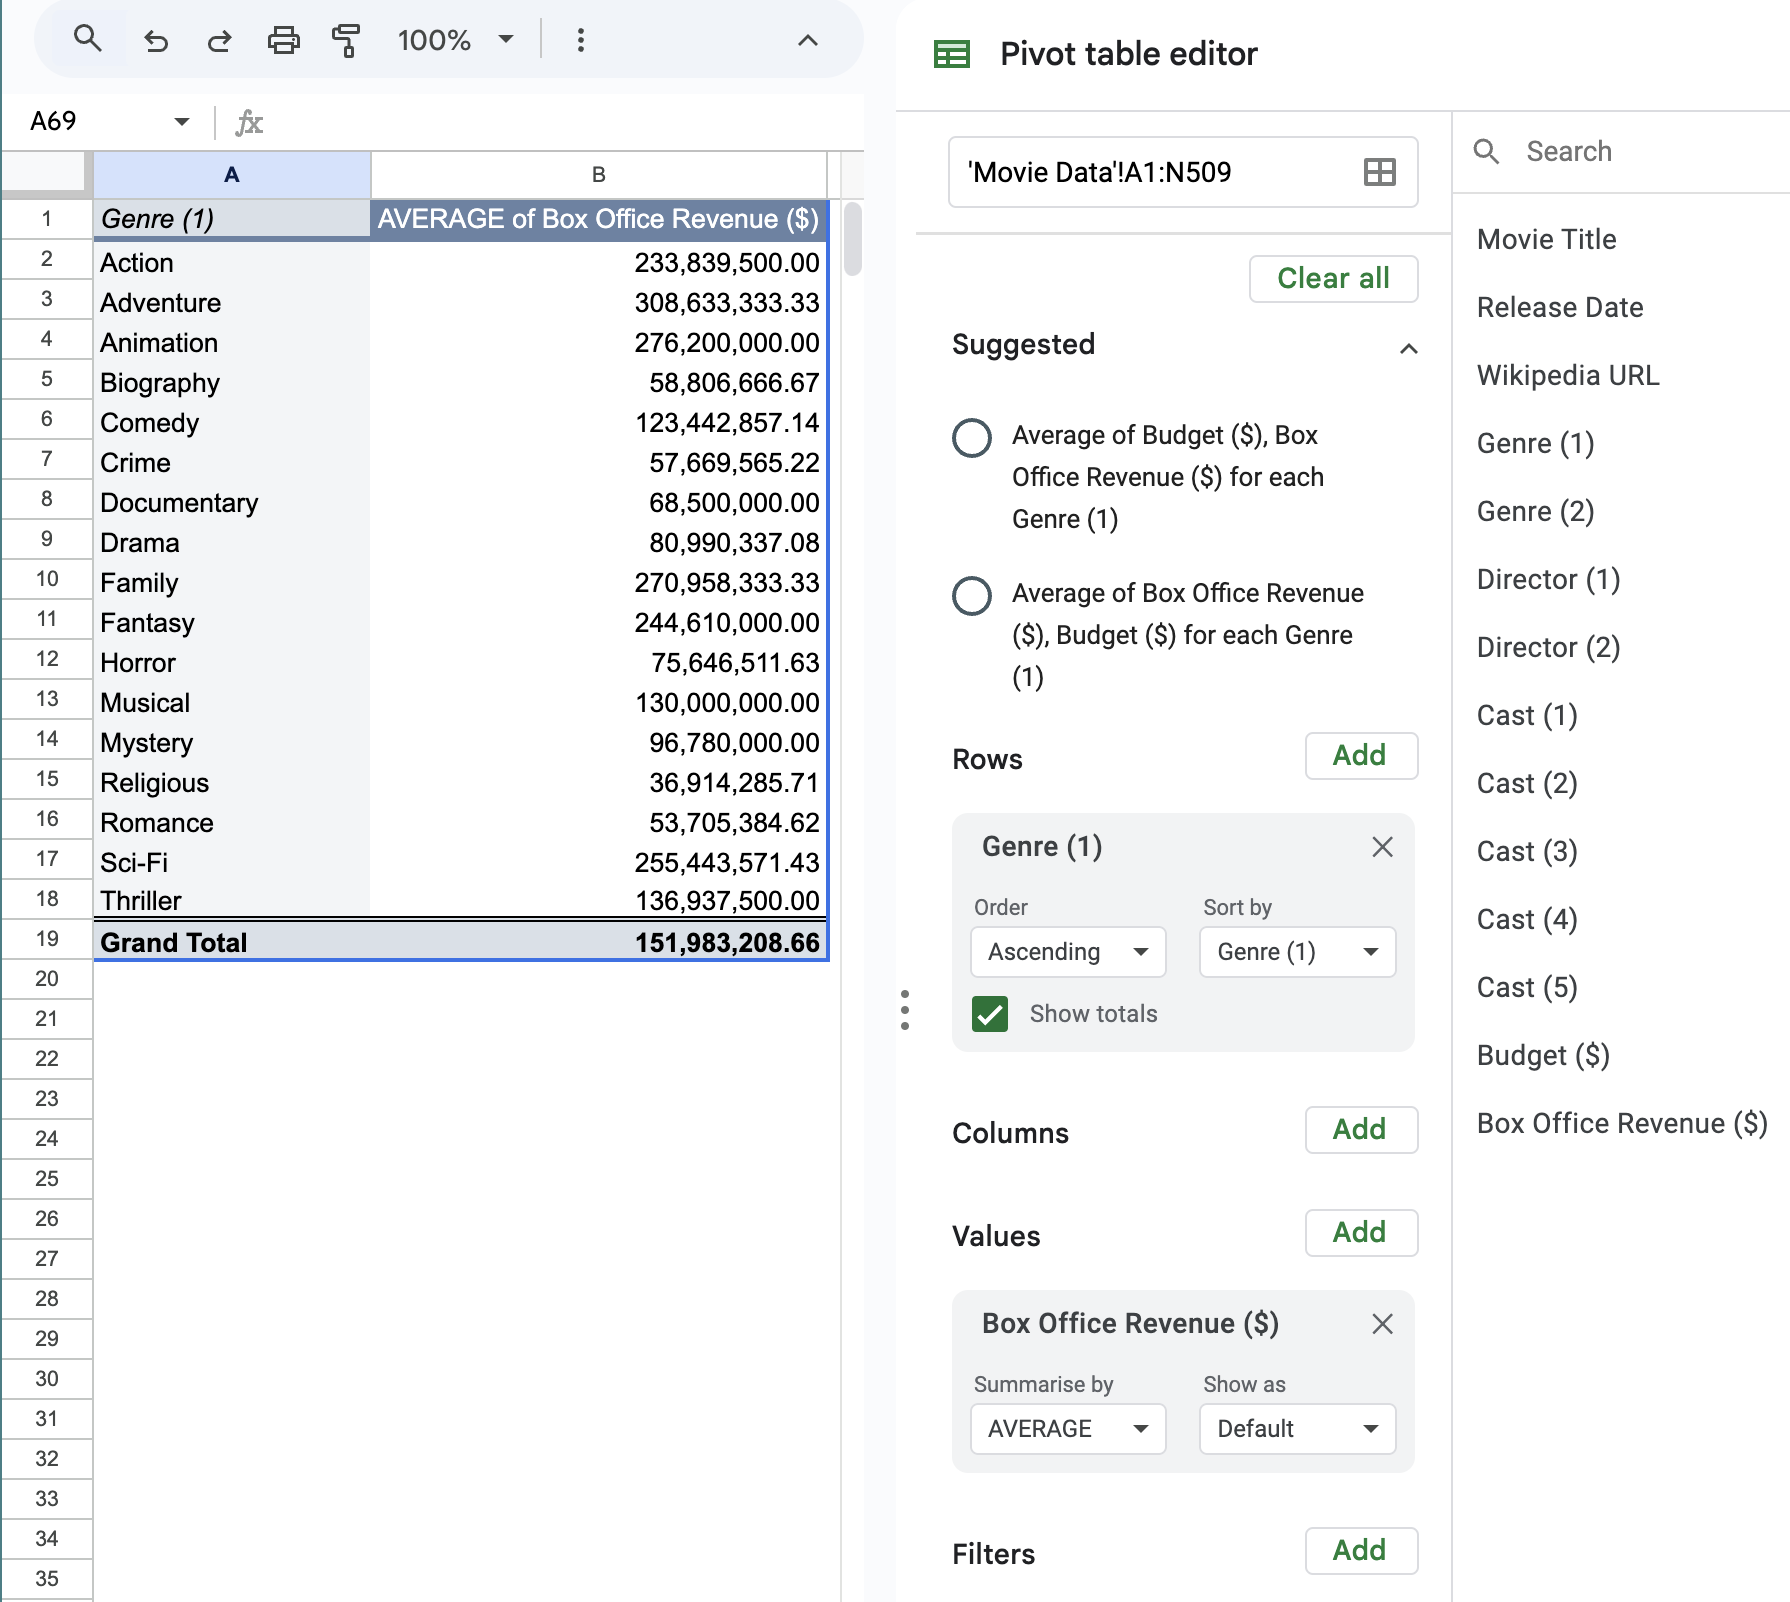 100%
A69
fx
A B
1 Genre (1) AVERAGE of Box Office Revenue ($)
2 Action 233,839,500.00
3 Adventure 308,633,333.33
4 Animation 276,200,000.00
5 Biography 58,806,666.67
6 Comedy 123,442,857.14
7 Crime 57,669,565.22
8 Documentary 68,500,000.00
9 Drama 80,990,337.08
10 Family 270,958,333.33
11 Fantasy 244,610,000.00
12 Horror 75,646,511.63
13 Musical 130,000,000.00
14 Mystery 96,780,000.00
15 Religious 36,914,285.71
16 Romance 53,705,384.62
17 Sci-Fi 255,443,571.43
18 Thriller 136,937,500.00
19 Grand Total 151,983,208.66
20
21
22
23
24
25
26
27
28
29
30
31
32
33
34
35
Pivot table editor
'Movie Data'!A1:N509
Clear all
Suggested
Average of Budget ($), Box
Office Revenue ($) for each
Genre (1)
Average of Box Office Revenue
($), Budget ($) for each Genre
(1)
Rows Add
Genre (1)
Order Sort by
Ascending Genre (1)
Show totals
Columns Add
Values Add
Box Office Revenue ($)
Summarise by Show as
AVERAGE Default
Filters Add
Search
Movie Title
Release Date
Wikipedia URL
Genre (1)
Genre (2)
Director (1)
Director (2)
Cast (1)
Cast (2)
Cast (3)
Cast (4)
Cast (5)
Budget ($)
Box Office Revenue ($)